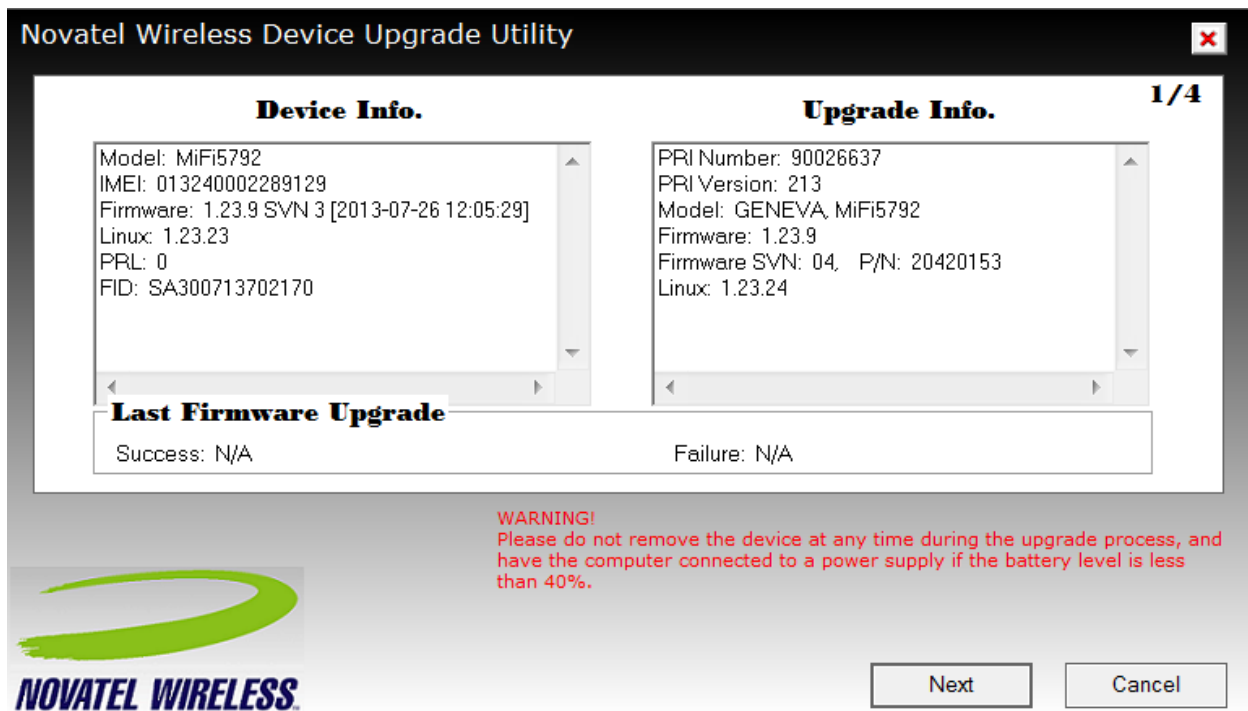 Novatel Wireless Device Upgrade Utility
1/4
Device Info.
Model: MiFi5792
IMEI: 013240002289129
Firmware: 1.23.9 SVN 3 [2013-07-26 12:05:29]
Linux: 1.23.23
PRL: 0
FID: SA300713702170
Upgrade Info.
PRI Number: 90026637
PRI Version: 213
Model: GENEVA, MiFi5792
Firmware: 1.23.9
Firmware SVN: 04, P/N: 20420153
Linux: 1.23.24
Last Firmware Upgrade
Success: N/A Failure: N/A
WARNING!
Please do not remove the device at any time during the upgrade process, and
have the computer connected to a power supply if the battery level is less
than 40%.
NOVATEL WIRELESS.
Next Cancel